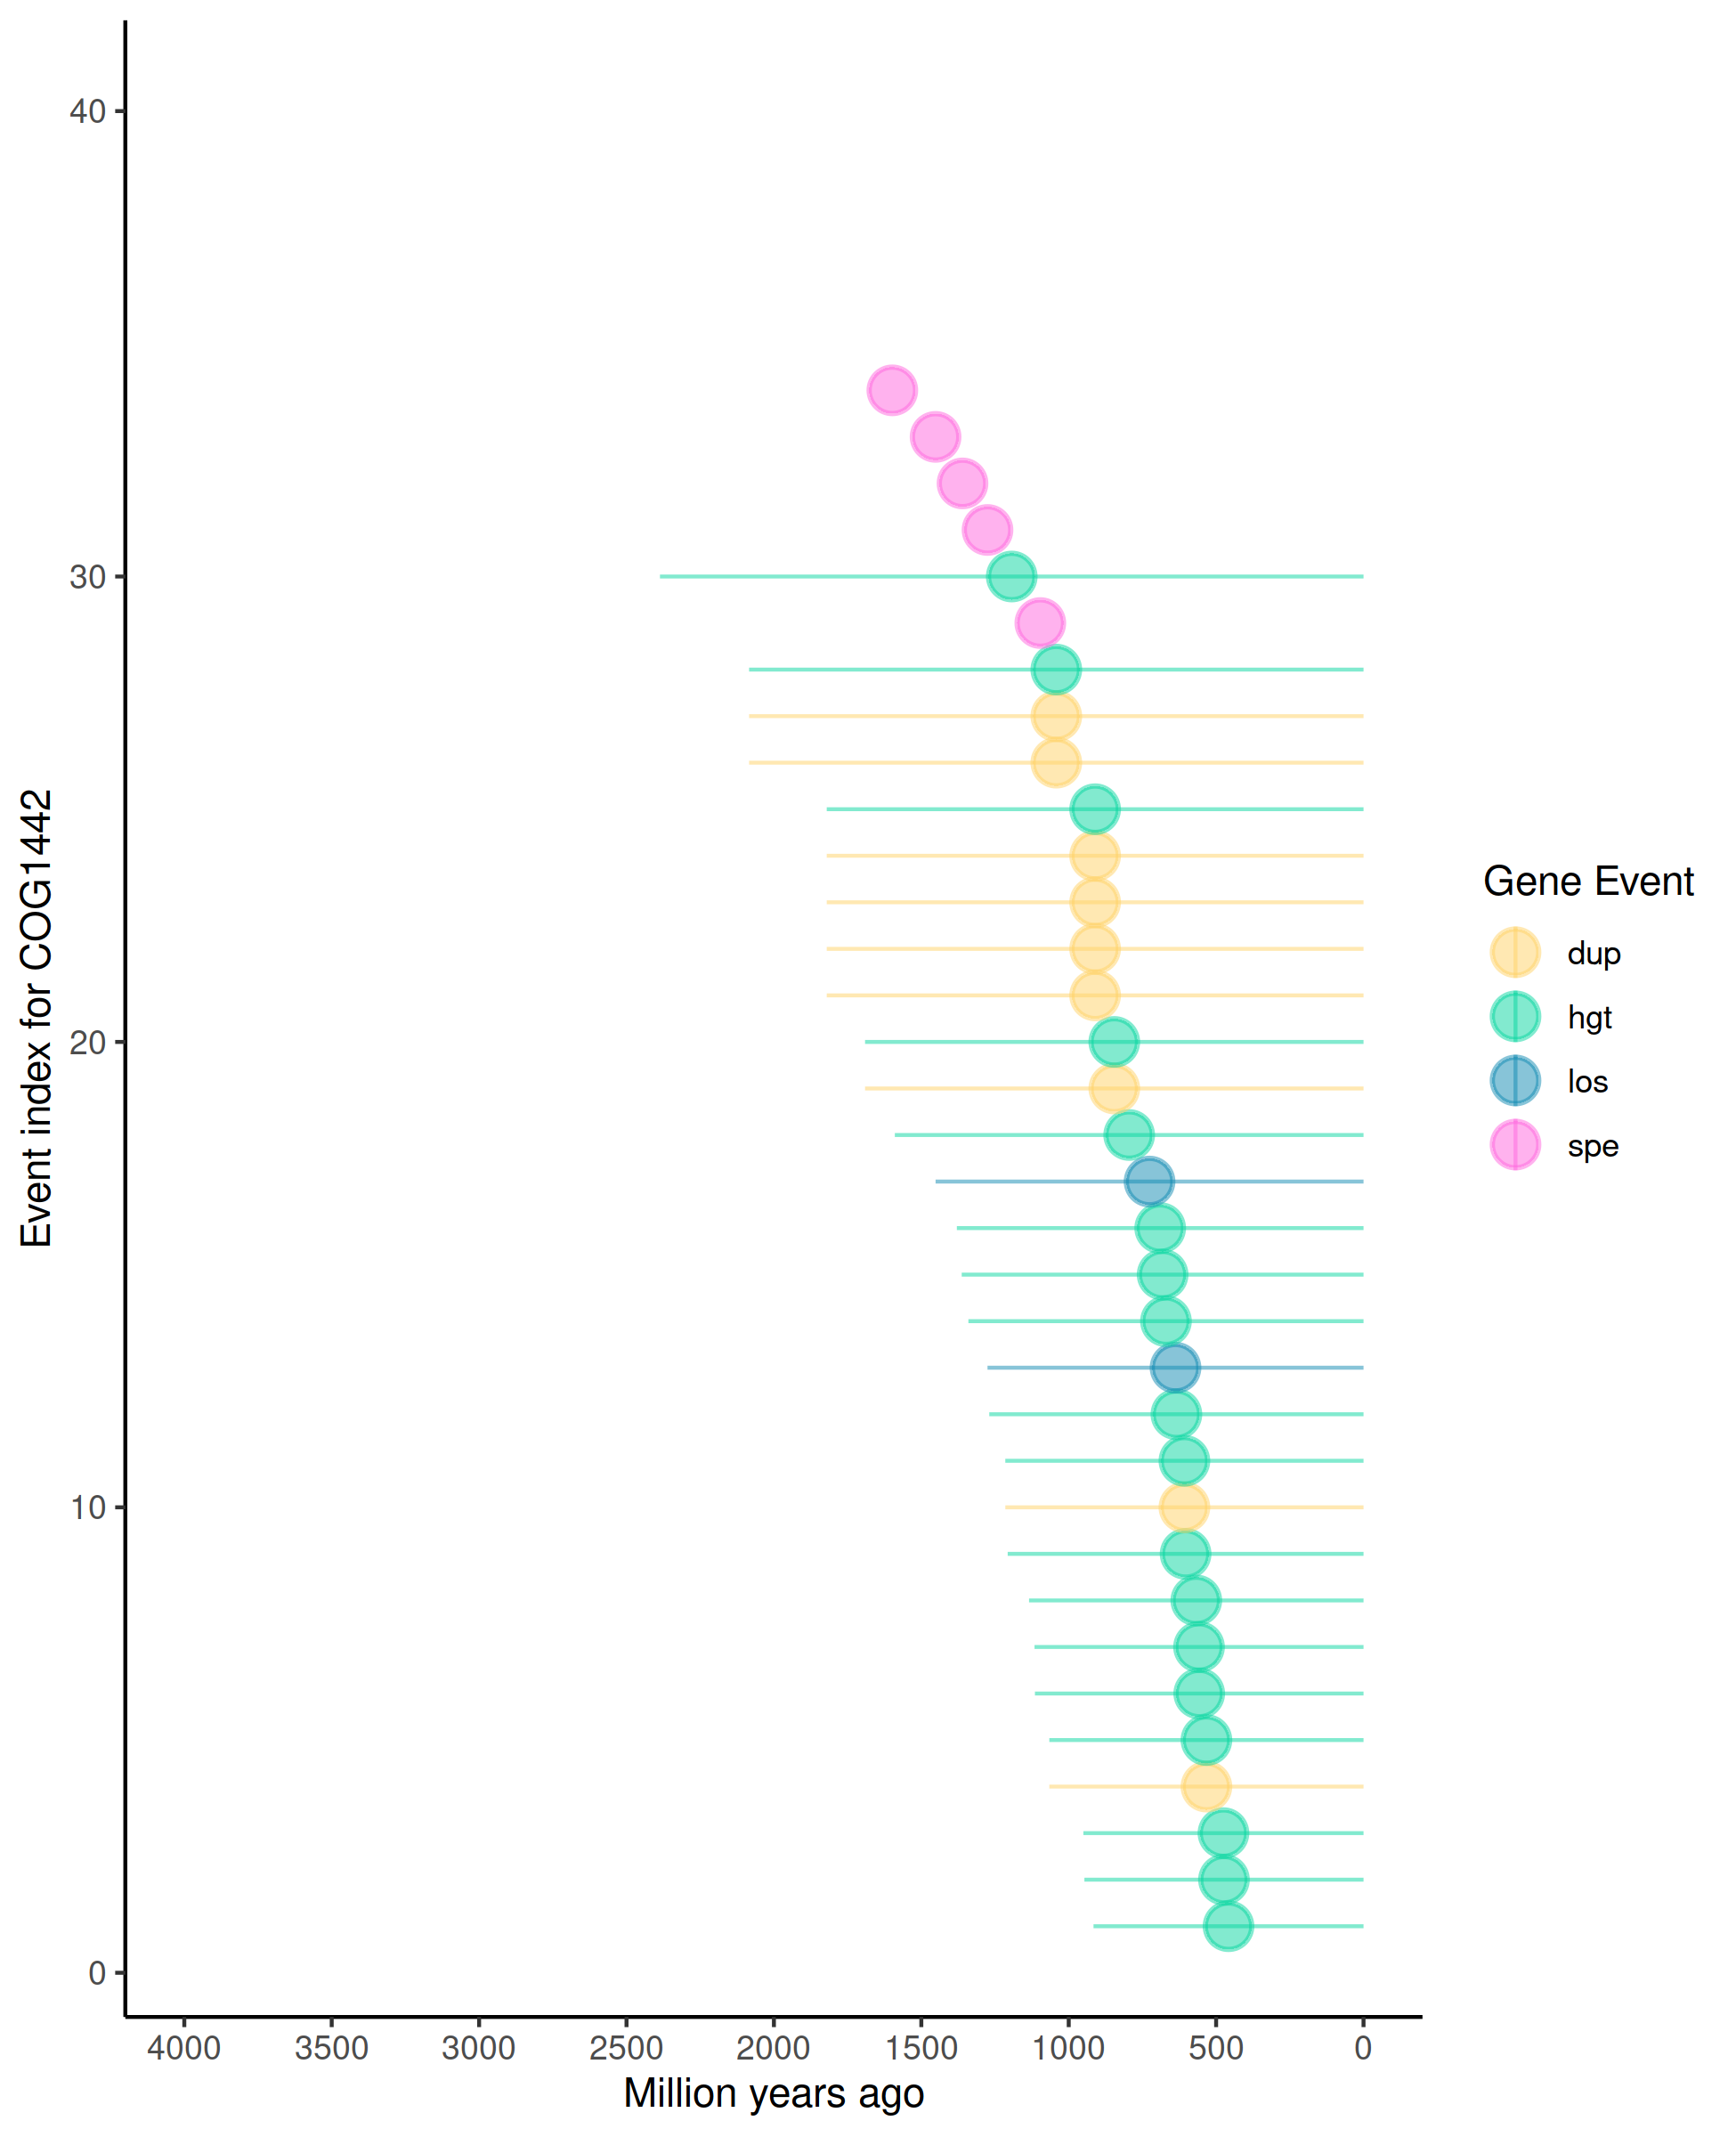 Event index for COG1442
40
30
20
10
0
4000 3500 3000 2500 2000 1500 1000 500 0
Million years ago
Gene Event
dup
hgt
los
spe